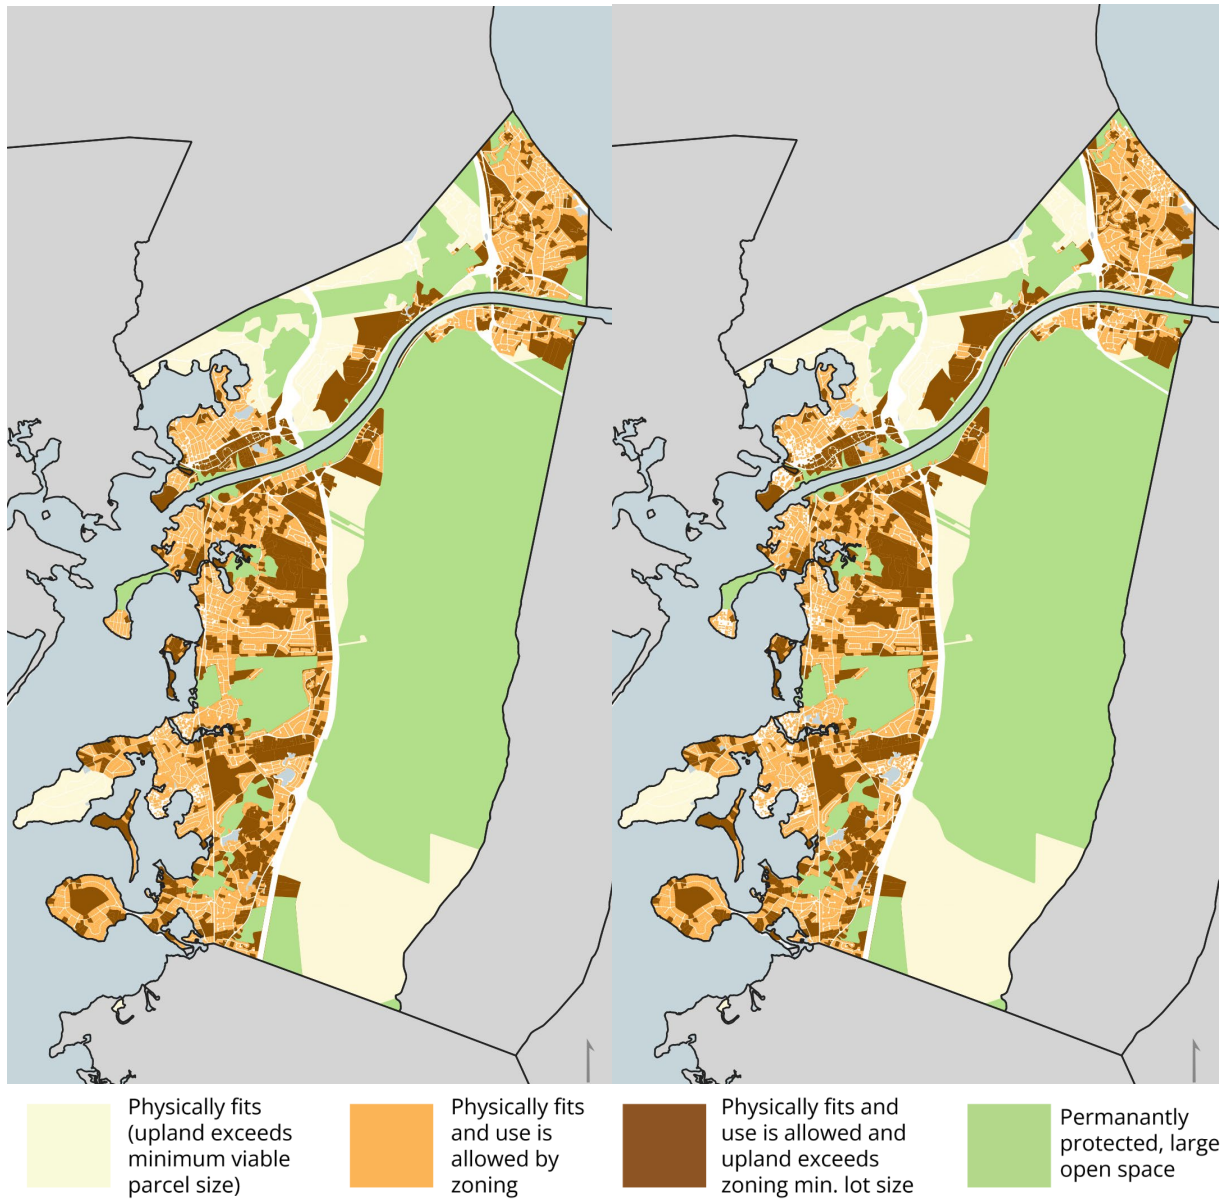 Physically fits
(upland exceeds
minimum viable
parcel size)
Physically fits
and use is
allowed by
zoning
Physically fits and
use is allowed and
upland exceeds
zoning min. lot size
Permanantly
protected, large
open space